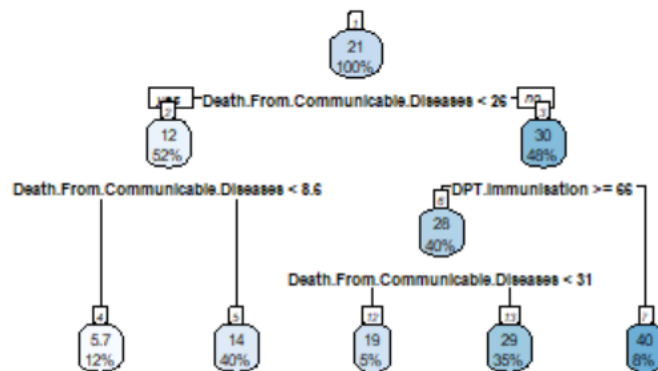 1
21
100%
yes Death.From.Communicable.Diseases < 26 no
2 3
12 30
52% 48%
Death.From.Communicable.Diseases < 8.6 DPT.Immunisation >= 66
6
28
40%
Death.From.Communicable.Diseases < 31
4 5 12 13 7
5.7 14 19 29 40
12% 40% 5% 35% 8%